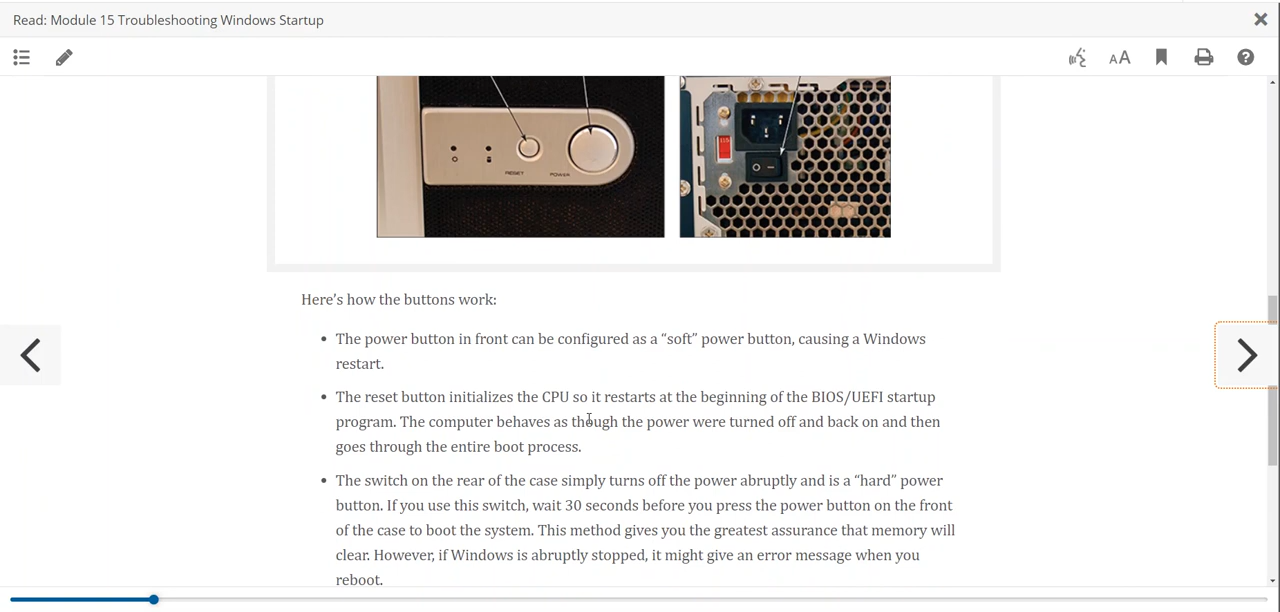 Read: Module 15 Troubleshooting Windows Startup
AA
RESET
POWER
Here's how the buttons work:
• The power button in front can be configured as a “soft” power button, causing a Windows
restart.
• The reset button initializes the CPU so it restarts at the beginning of the BIOS/UEFI startup
program. The computer behaves as though the power were turned off and back on and then
goes through the entire boot process.
• The switch on the rear of the case simply turns off the power abruptly and is a “hard” power
button. If you use this switch, wait 30 seconds before you press the power button on the front
of the case to boot the system. This method gives you the greatest assurance that memory will
clear. However, if Windows is abruptly stopped, it might give an error message when you
reboot.